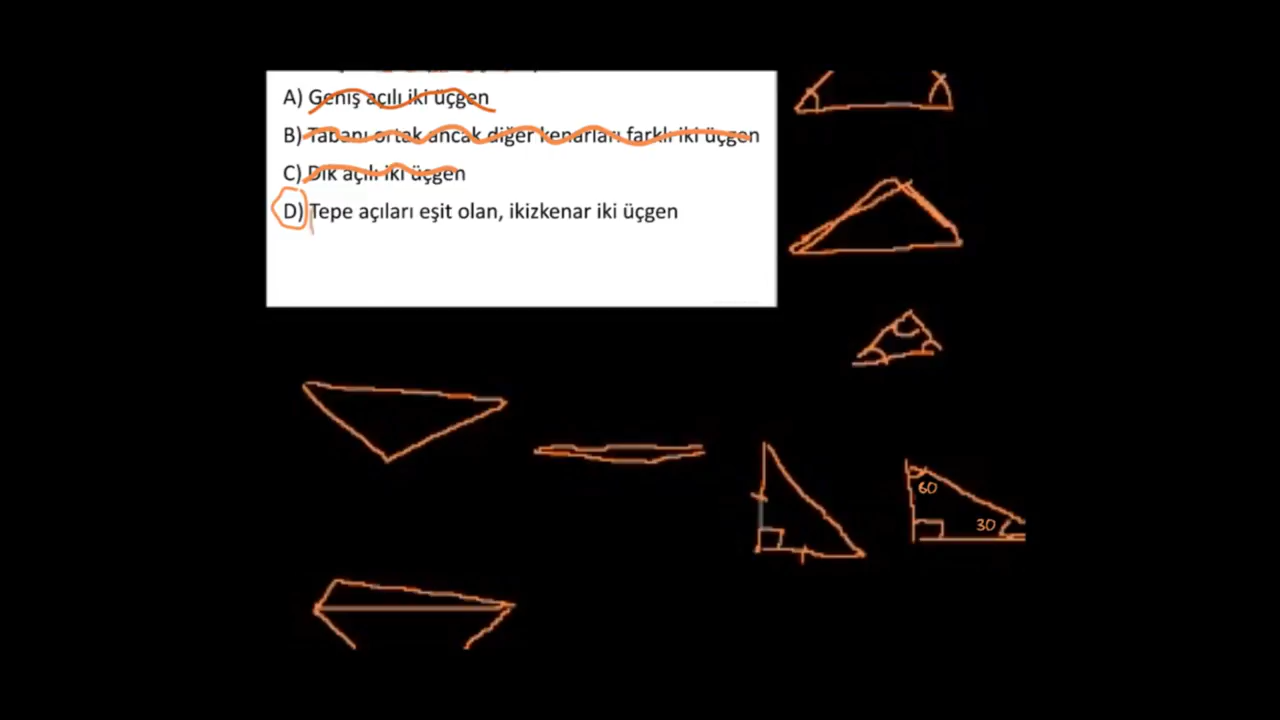 A) Geniş açılı iki üçgen
B) Tabanı ortak ancak diğer kenarları farklı iki üçgen
C) Dik açılı iki üçgen
D) Tepe açıları eşit olan, ikizkenar iki üçgen
60
30